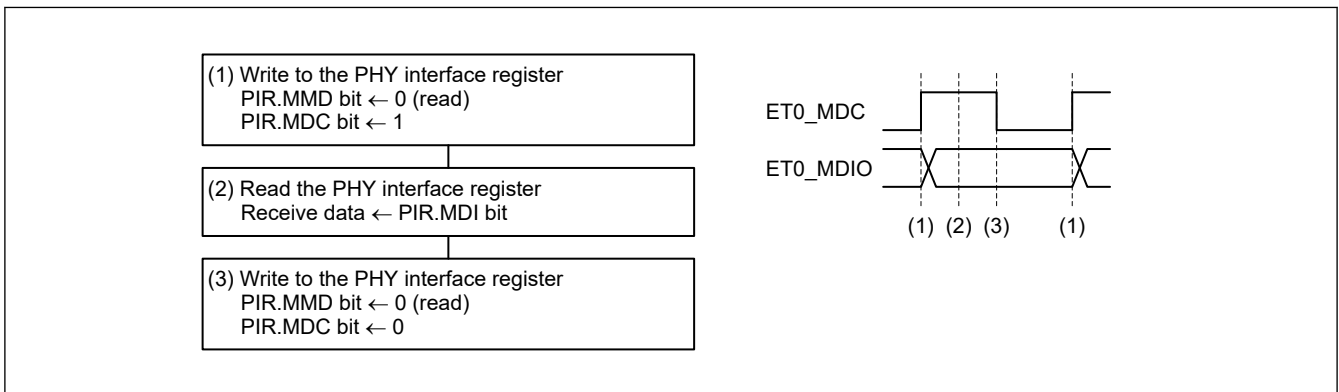 (1) Write to the PHY interface register
PIR.MMD bit ← 0 (read)
PIR.MDC bit ← 1
(2) Read the PHY interface register
Receive data ← PIR.MDI bit
(3) Write to the PHY interface register
PIR.MMD bit ← 0 (read)
PIR.MDC bit ← 0
ET0_MDC
ET0_MDIO
(1) (2) (3) (1)